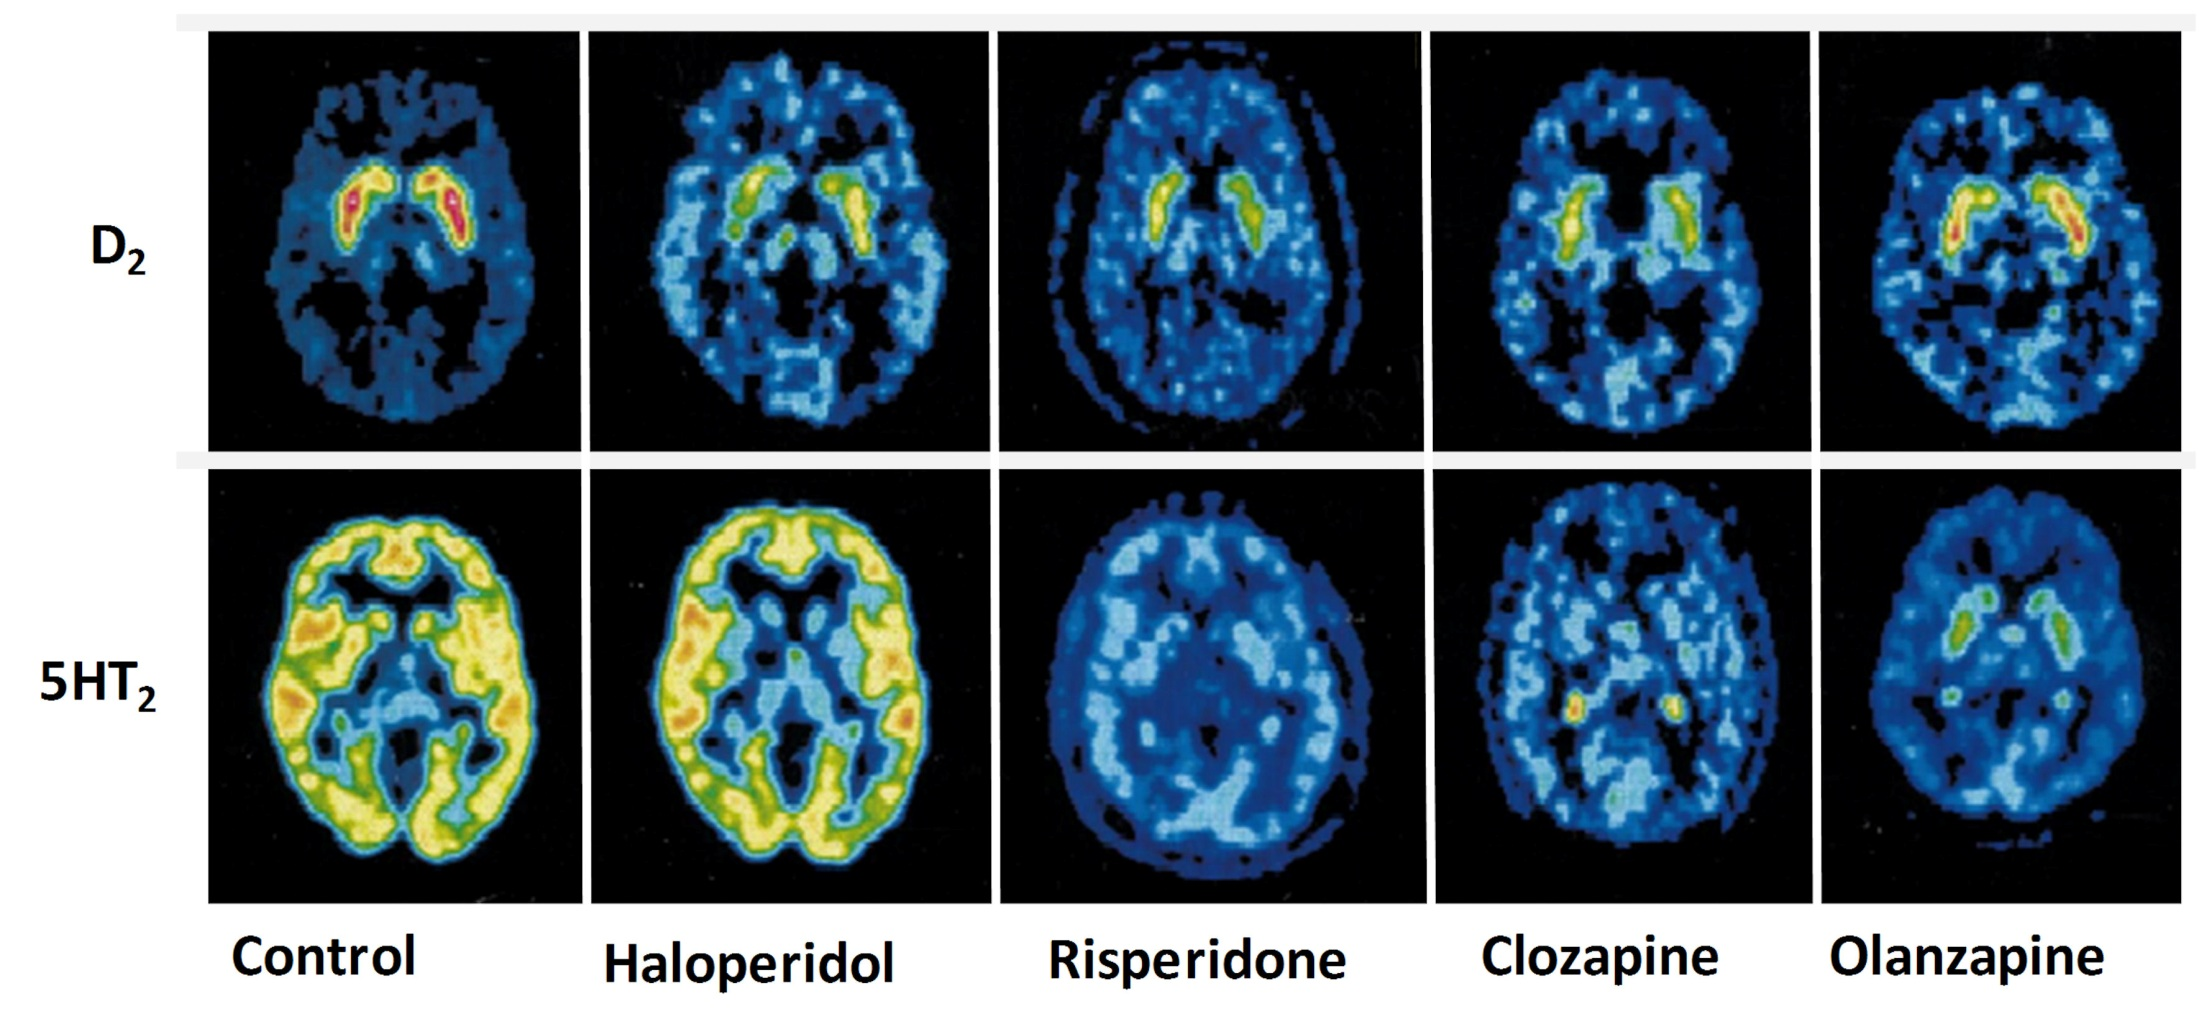 D₂
5HT₂
Control
Haloperidol
Risperidone
Clozapine
Olanzapine